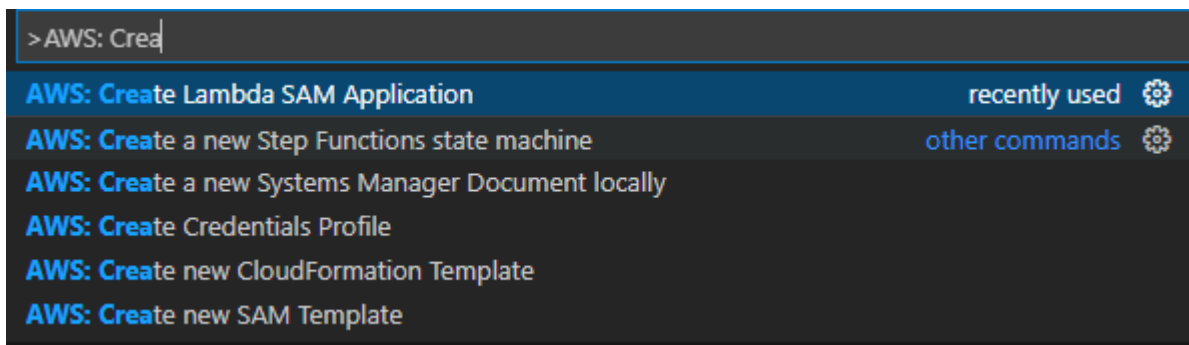 >AWS: Crea
AWS: Create Lambda SAM Application recently used
AWS: Create a new Step Functions state machine other commands
AWS: Create a new Systems Manager Document locally
AWS: Create Credentials Profile
AWS: Create new CloudFormation Template
AWS: Create new SAM Template